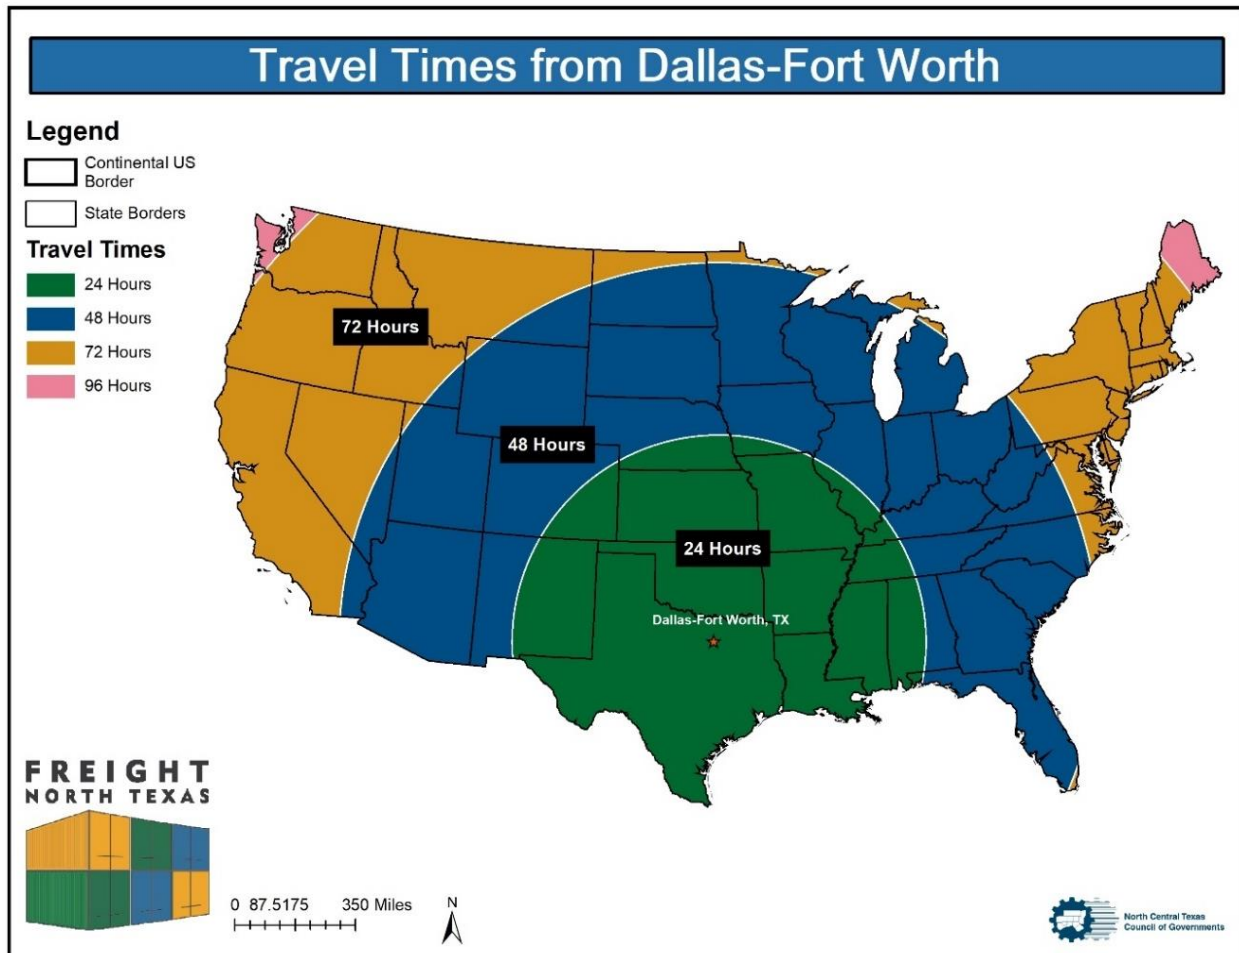 Travel Times from Dallas-Fort Worth
Legend
Continental US
Border
State Borders
Travel Times
24 Hours
48 Hours
72 Hours
96 Hours
72 Hours
48 Hours
24 Hours
Dallas-Fort Worth, TX
FREIGHT
NORTH TEXAS
0 87.5175 350 Miles
N
North Central Texas
Council of Governments